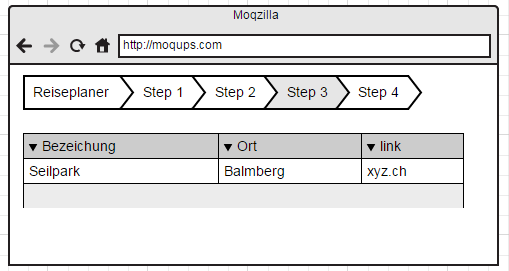 Moqzilla
http://moqups.com
Reiseplaner Step 1 Step 2 Step 3 Step 4
Bezeichung Ort link
Seilpark Balmberg xyz.ch